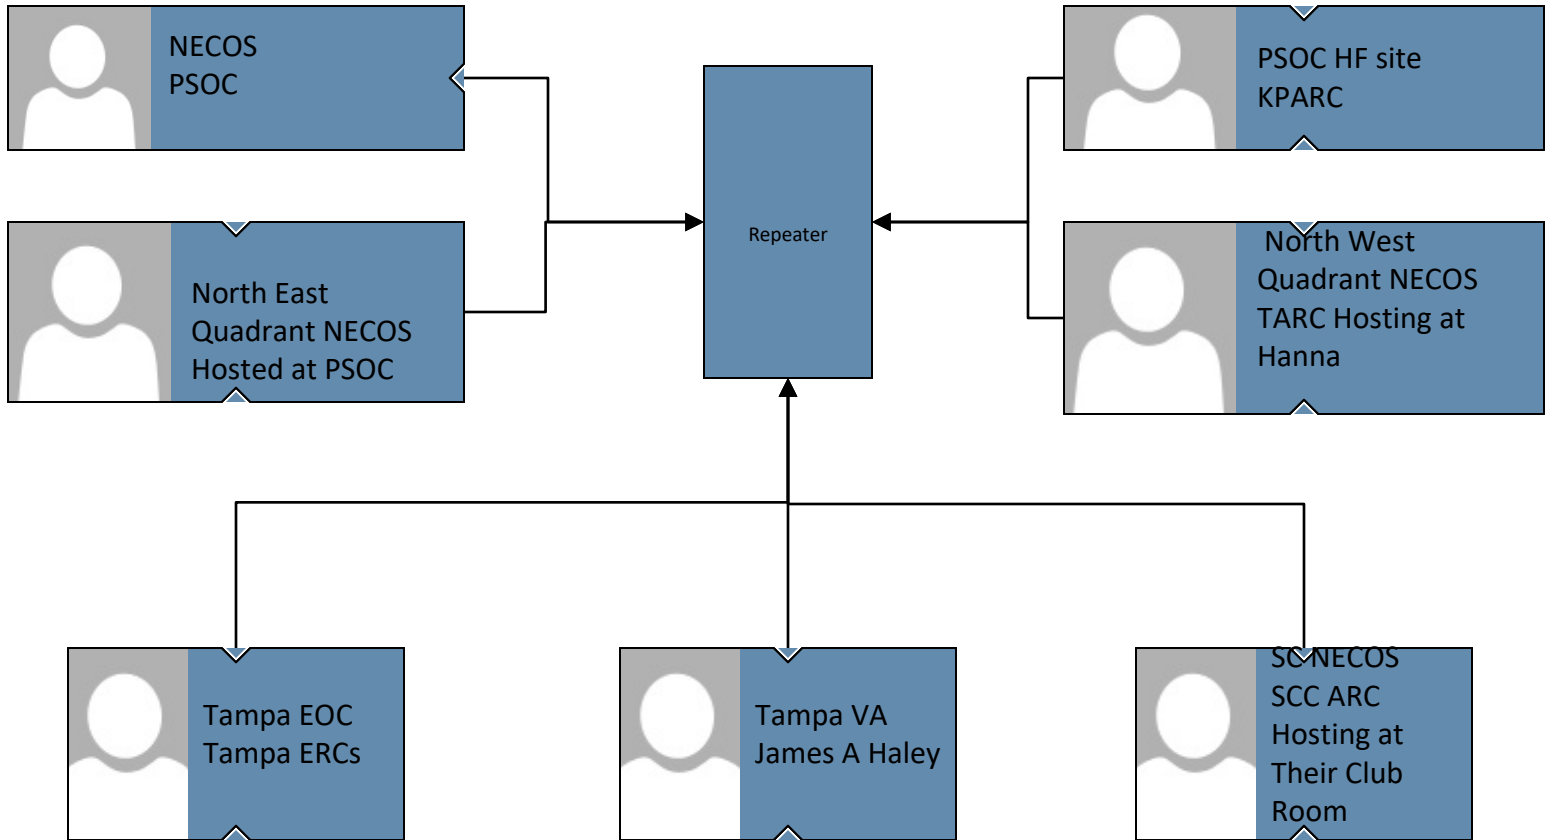 NECOS
PSOC
PSOC HF site
KPARC
Repeater
North East
Quadrant NECOS
Hosted at PSOC
North West
Quadrant NECOS
TARC Hosting at
Hanna
Tampa EOC
Tampa ERCs
Tampa VA
James A Haley
SC NECOS
SCC ARC
Hosting at
Their Club
Room